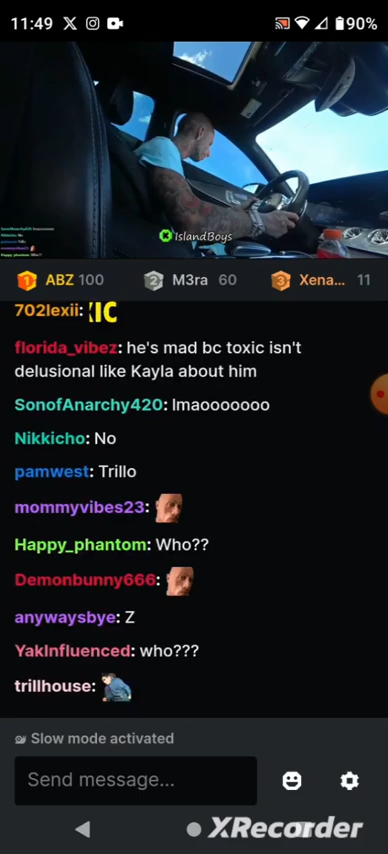 11:49
90%
IslandBoys
1 ABZ 100
2 M3ra 60
3 Xena... 11
702lexii: IC
florida_vibez: he's mad bc toxic isn't
delusional like Kayla about him
SonofAnarchy420: lmaooooooo
Nikkicho: No
pamwest: Trillo
mommyvibes23:
Happy_phantom: Who??
Demonbunny666:
anywaysbye: Z
YakInfluenced: who???
trillhouse:
Slow mode activated
Send message...
XRecorder